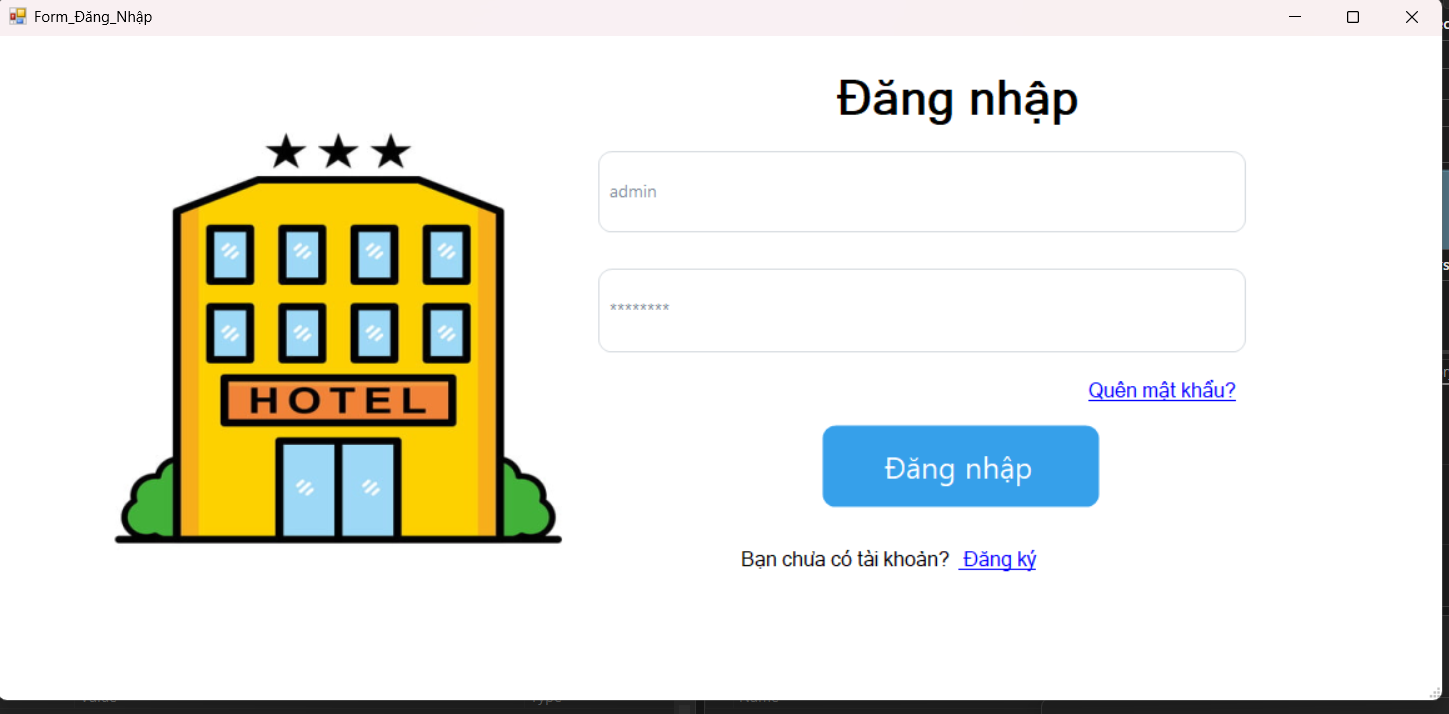 Form_Đăng_Nhập
Đăng nhập
admin
********
Quên mật khẩu?
HOTEL
Đăng nhập
Bạn chưa có tài khoản? Đăng ký